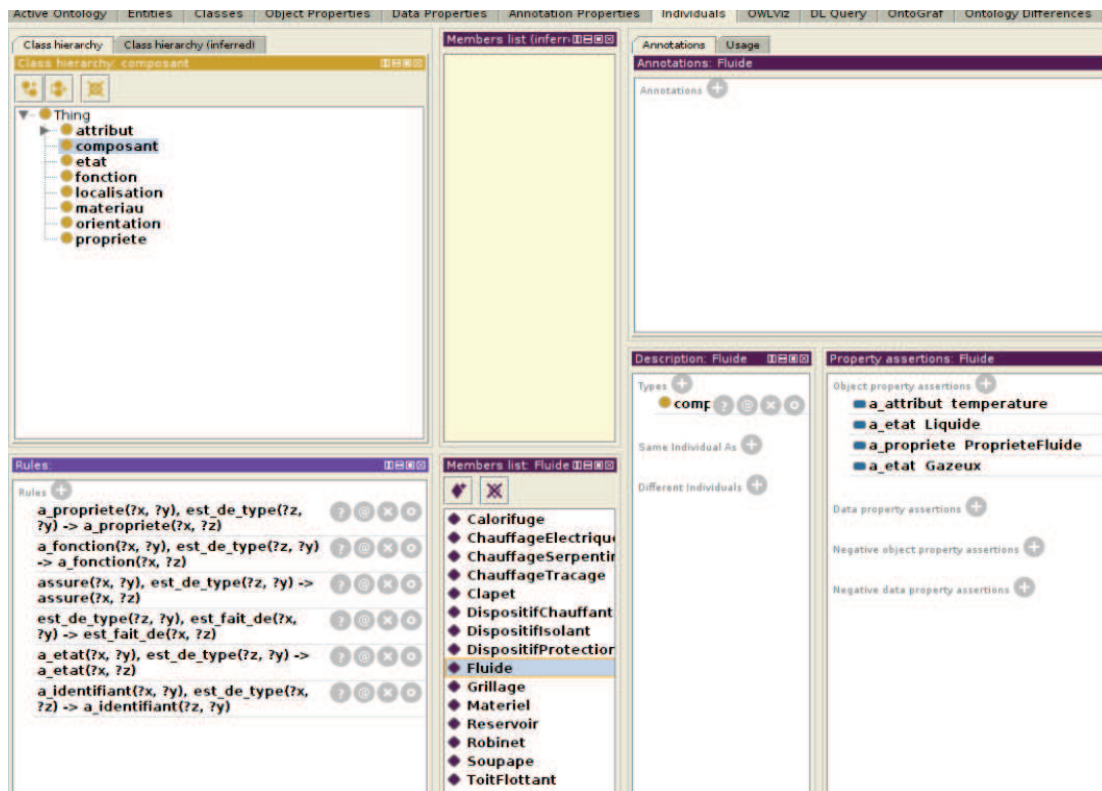 Active Ontology Entities Classes Object Properties Data Properties Annotation Properties Individuals OWLViz DL Query OntoGraf Ontology Differences
Class hierarchy Class hierarchy (inferred)
Class hierarchy: composant
Thing
attribut
composant
etat
fonction
localisation
materiau
orientation
propriete
Members list (inferr
Annotations Usage
Annotations: Fluide
Annotations
Rules:
Rules
a_propriete(?x, ?y), est_de_type(?z,
?y) -> a_propriete(?x, ?z)
a_fonction(?x, ?y), est_de_type(?z, ?y)
-> a_fonction(?x, ?z)
assure(?x, ?y), est_de_type(?z, ?y) ->
assure(?x, ?z)
est_de_type(?z, ?y), est_fait_de(?x,
?y) -> est_fait_de(?x, ?z)
a_etat(?x, ?y), est_de_type(?z, ?y) ->
a_etat(?x, ?z)
a_identifiant(?x, ?y), est_de_type(?x,
?z) -> a_identifiant(?z, ?y)
Members list: Fluide
Calorifuge
ChauffageElectriqu
ChauffageSerpentin
ChauffageTracage
Clapet
DispositifChauffant
DispositifIsolant
DispositifProtection
Fluide
Grillage
Materiel
Reservoir
Robinet
Soupape
ToitFlottant
Description: Fluide
Types
comp
Same Individual As
Different Individuals
Property assertions: Fluide
Object property assertions
a_attribut temperature
a_etat Liquide
a_propriete ProprieteFluide
a_etat Gazeux
Data property assertions
Negative object property assertions
Negative data property assertions